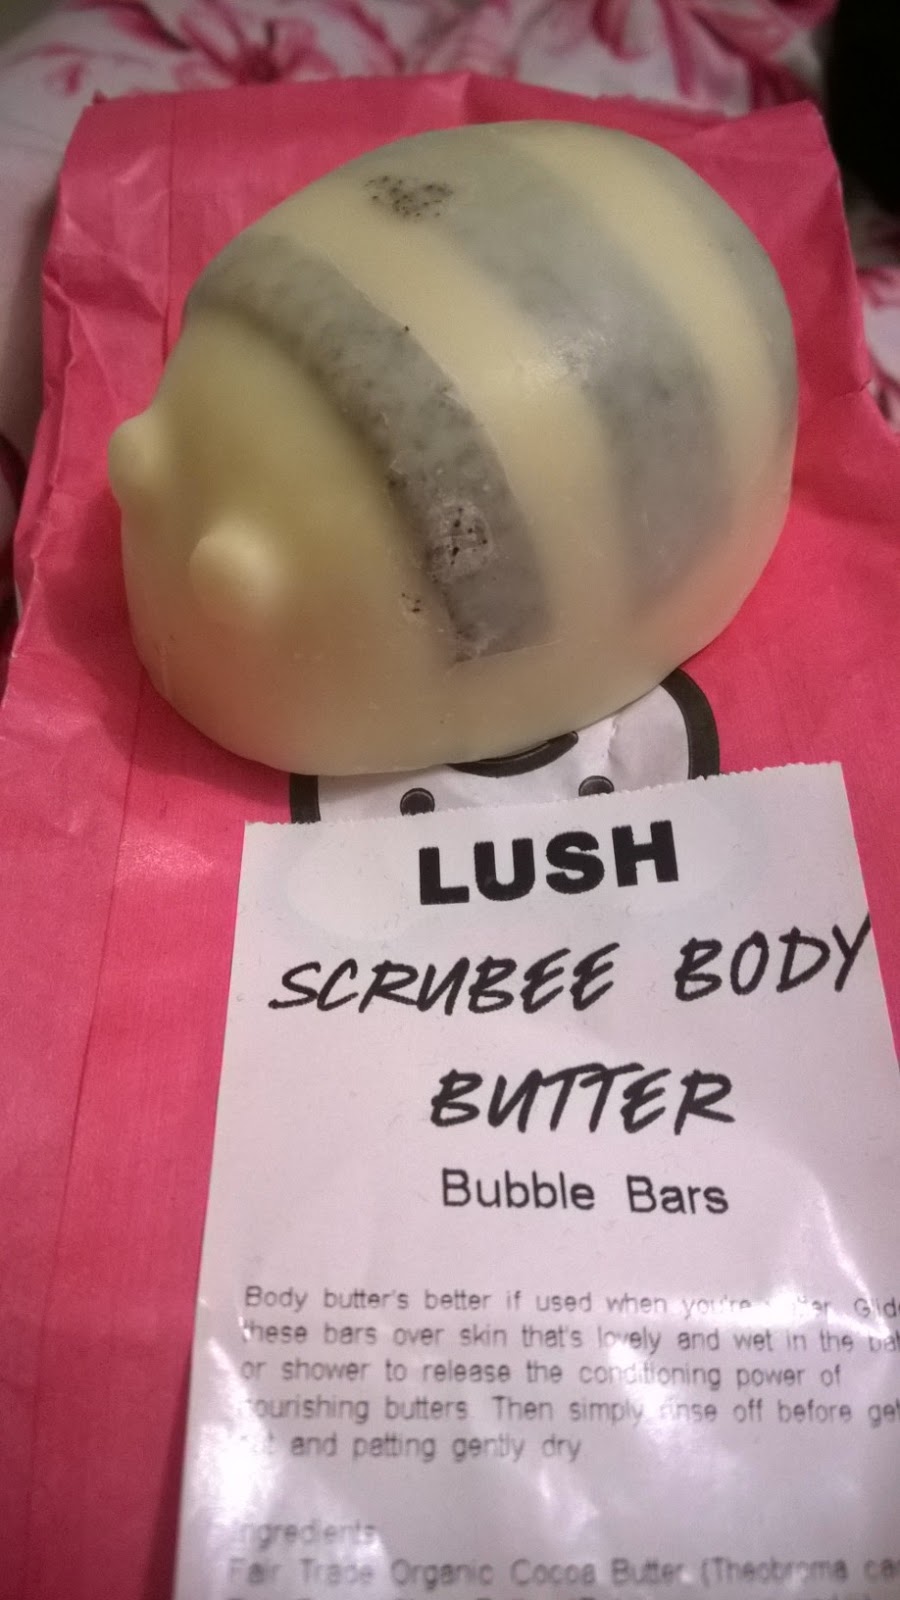 LUSH
SCRUBEE BODY
BUTTER
Bubble Bars
Body butter's better if used when you're
these bars over skin that's lovely and wet in the
or shower to release the conditioning power of
nourishing butters. Then simply rinse off before
and patting gently dry
Ingredients
Fair Trade Organic Cocoa Butter (Theobroma